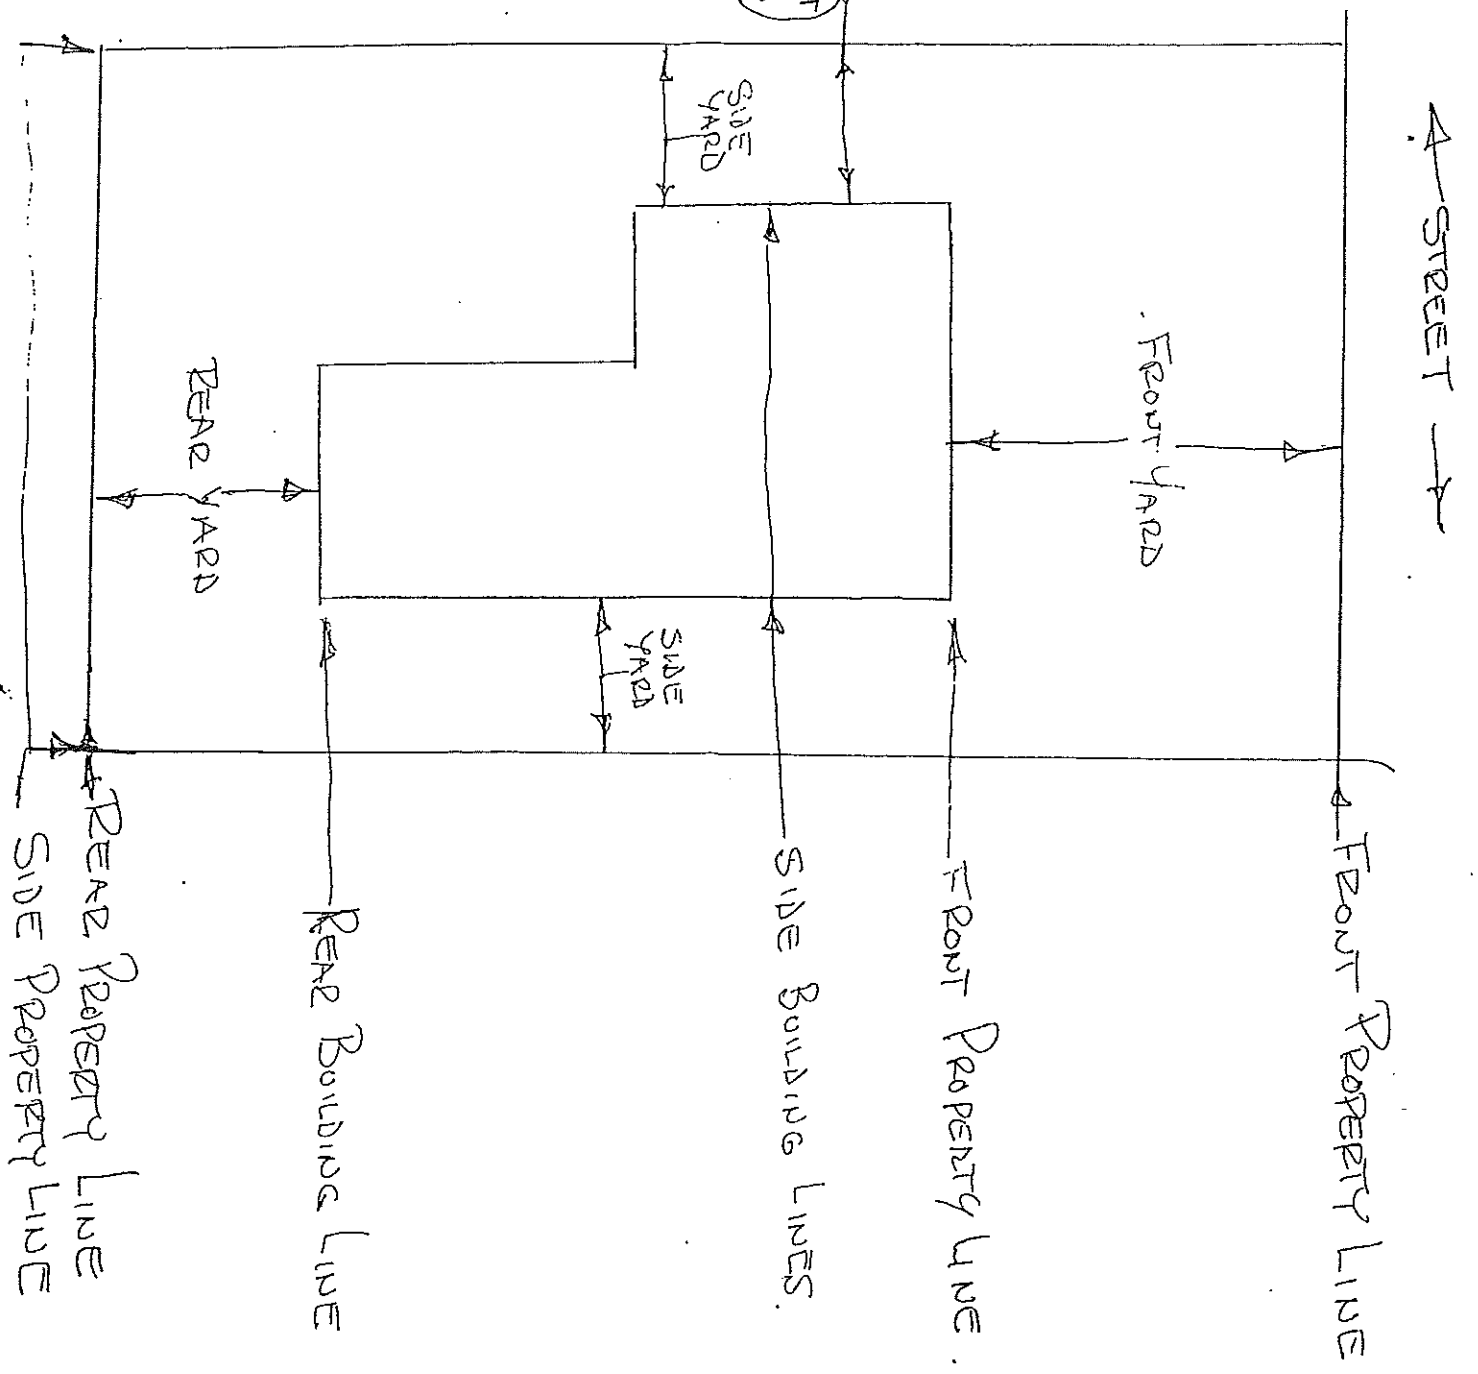 STREET
FRONT PROPERTY LINE
FRONT YARD
FRONT PROPERTY LINE.
SIDE BUILDING LINES.
SIDE
YARD
SIDE
YARD
REAR BUILDING LINE
REAR YARD
REAR PROPERTY LINE
SIDE PROPERTY LINE